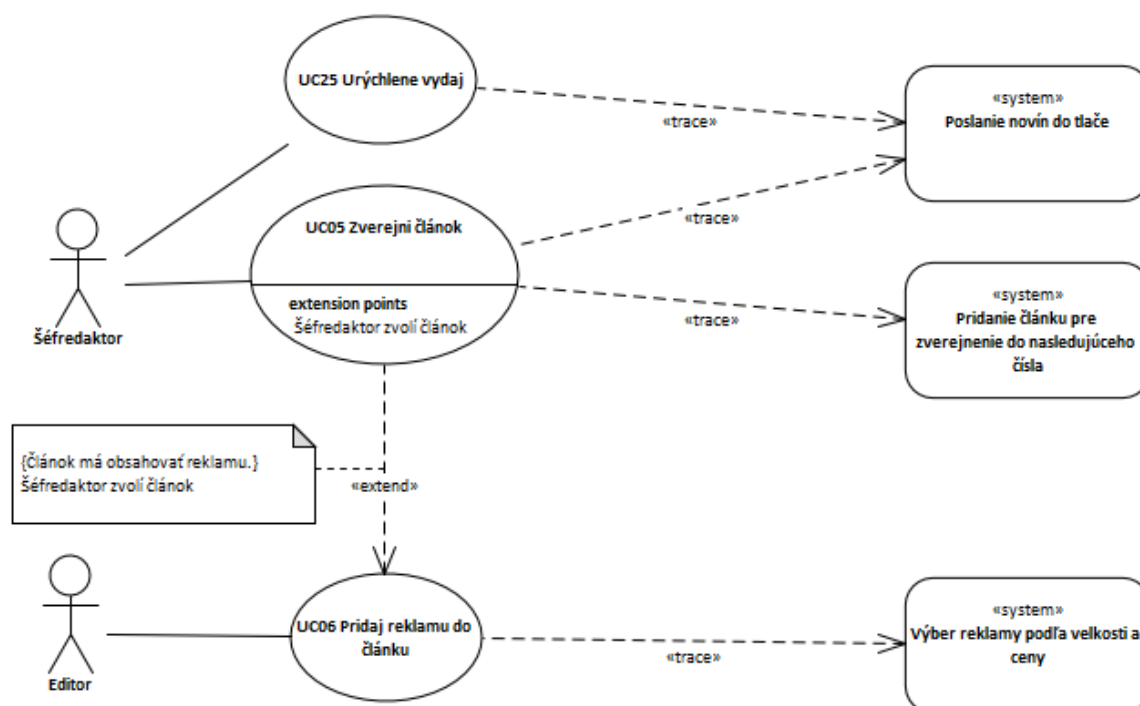 UC25 Urýchlene vydaj
«system»
Poslanie novín do tlače
«trace»
UC05 Zverejni článok
«trace»
extension points
Šéfredaktor zvolí článok
«system»
Pridanie článku pre
zverejnenie do nasledujúceho
čísla
«trace»
Šéfredaktor
{Článok má obsahovať reklamu.}
Šéfredaktor zvolí článok
«extend»
UC06 Pridaj reklamu do
článku
«system»
Výber reklamy podľa velkosti a
ceny
«trace»
Editor